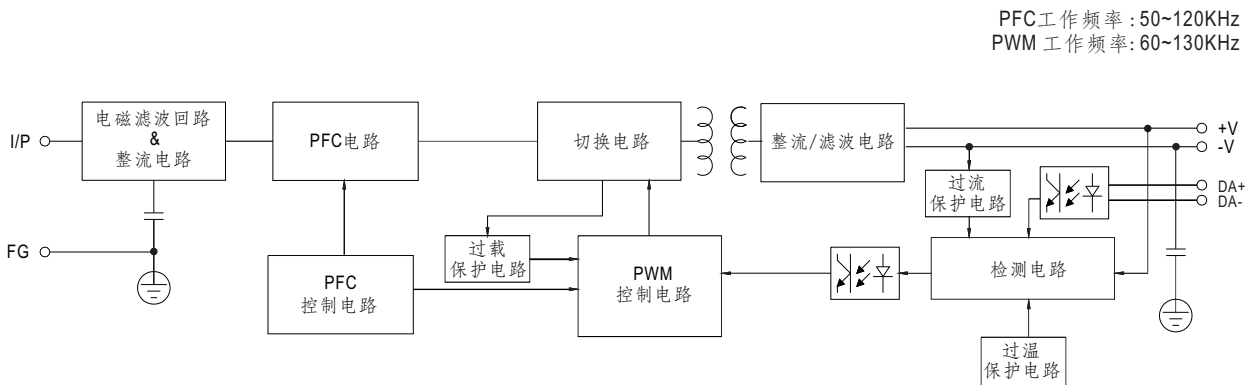 PFC工作频率:50~120KHz
PWM 工作频率:60~130KHz
I/P
电磁滤波回路
&
整流电路
PFC电路
切换电路
整流/滤波电路
+V
-V
过流
保护电路
DA+
DA-
FG
过载
保护电路
PFC
控制电路
PWM
控制电路
检测电路
过温
保护电路